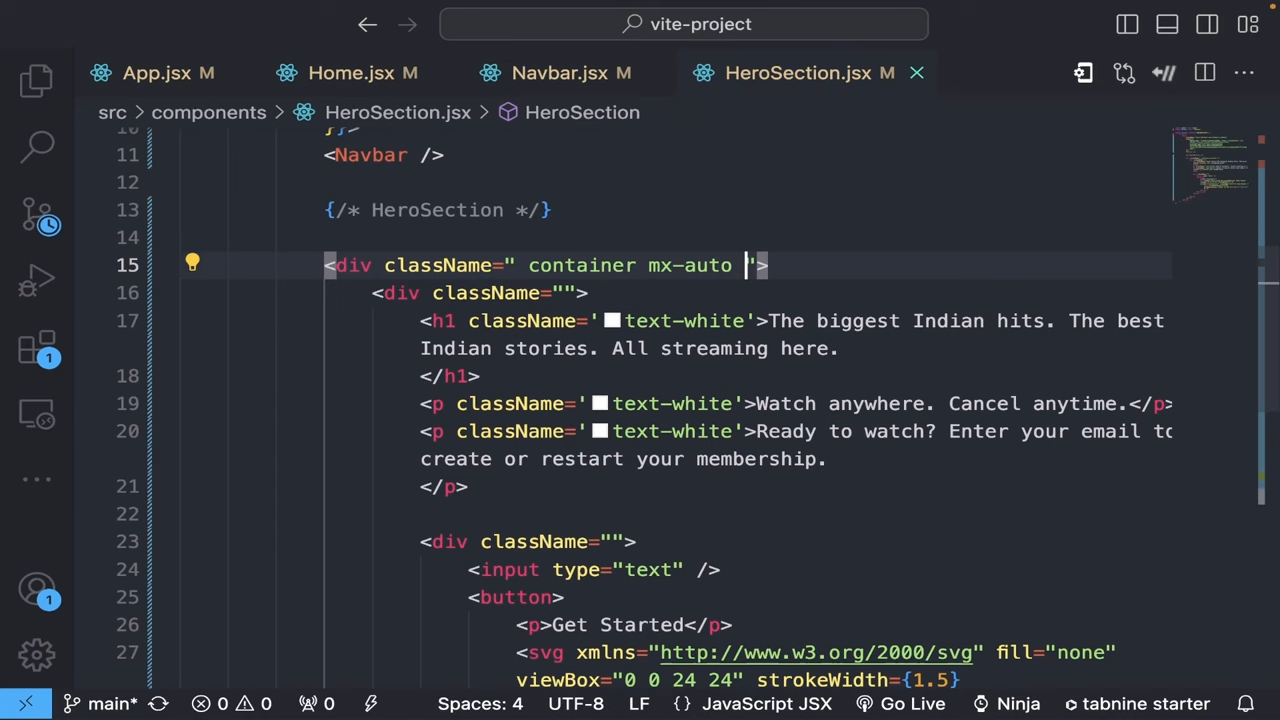 vite-project
App.jsx M Home.jsx M Navbar.jsx M HeroSection.jsx M
src > components > HeroSection.jsx > HeroSection
10 }}>
11 <Navbar />
12
13 {/* HeroSection */}
14
15 <div className=" container mx-auto ">
16 <div className="">
17 <h1 className='text-white'>The biggest Indian hits. The best
Indian stories. All streaming here.
18 </h1>
19 <p className='text-white'>Watch anywhere. Cancel anytime.</p>
20 <p className='text-white'>Ready to watch? Enter your email to
create or restart your membership.
21 </p>
22
23 <div className="">
24 <input type="text" />
25 <button>
26 <p>Get Started</p>
27 <svg xmlns="http://www.w3.org/2000/svg" fill="none"
viewBox="0 0 24 24" strokeWidth={1.5}
1
1
main* 0 0 0 Spaces: 4 UTF-8 LF {} JavaScript JSX Go Live Ninja tabnine starter